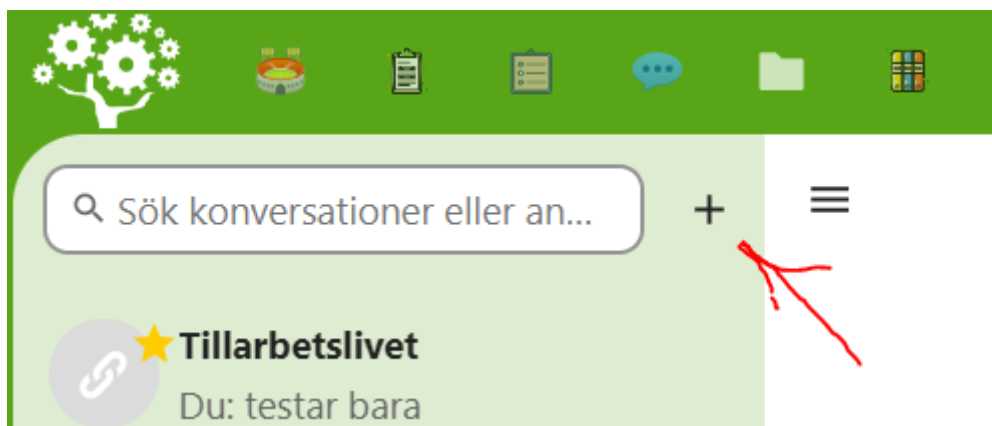 Sök konversationer eller an...
Tillarbetslivet
Du: testar bara